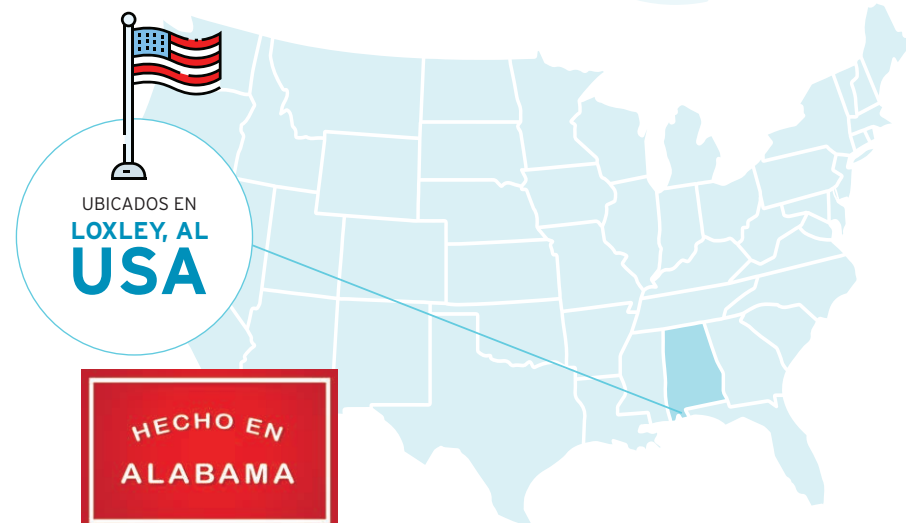 UBICADOS EN
LOXLEY, AL
USA
HECHO EN
ALABAMA